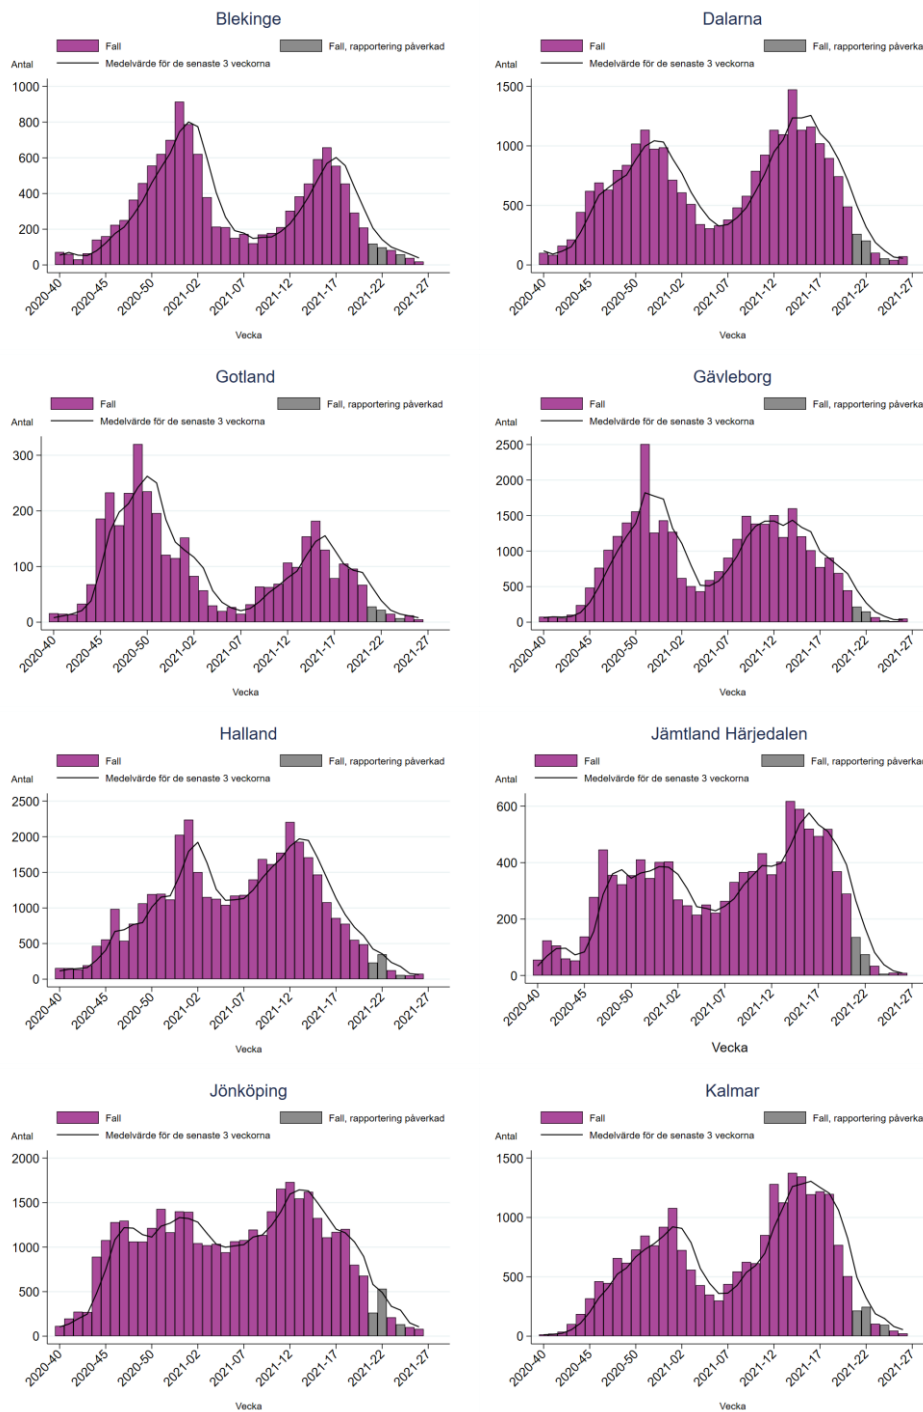 Blekinge
Fall
Fall, rapportering påverkad
Antal
Medelvärde för de senaste 3 veckorna
1000
800
600
400
200
0
2020-40
2020-45
2020-50
2021-02
2021-07
2021-12
2021-17
2021-22
2021-27
Vecka
Dalarna
Fall
Fall, rapportering påverkad
Antal
Medelvärde för de senaste 3 veckorna
1500
1000
500
0
2020-40
2020-45
2020-50
2021-02
2021-07
2021-12
2021-17
2021-22
2021-27
Vecka
Gotland
Fall
Fall, rapportering påverkad
Antal
Medelvärde för de senaste 3 veckorna
300
200
100
0
2020-40
2020-45
2020-50
2021-02
2021-07
2021-12
2021-17
2021-22
2021-27
Vecka
Gävleborg
Fall
Fall, rapportering påverkad
Antal
Medelvärde för de senaste 3 veckorna
2500
2000
1500
1000
500
0
2020-40
2020-45
2020-50
2021-02
2021-07
2021-12
2021-17
2021-22
2021-27
Vecka
Halland
Fall
Fall, rapportering påverkad
Antal
Medelvärde för de senaste 3 veckorna
2500
2000
1500
1000
500
0
2020-40
2020-45
2020-50
2021-02
2021-07
2021-12
2021-17
2021-22
2021-27
Vecka
Jämtland Härjedalen
Fall
Fall, rapportering påverkad
Antal
Medelvärde för de senaste 3 veckorna
600
400
200
0
2020-40
2020-45
2020-50
2021-02
2021-07
2021-12
2021-17
2021-22
2021-27
Vecka
Jönköping
Fall
Fall, rapportering påverkad
Antal
Medelvärde för de senaste 3 veckorna
2000
1500
1000
500
0
2020-40
2020-45
2020-50
2021-02
2021-07
2021-12
2021-17
2021-22
2021-27
Vecka
Kalmar
Fall
Fall, rapportering påverkad
Antal
Medelvärde för de senaste 3 veckorna
1500
1000
500
0
2020-40
2020-45
2020-50
2021-02
2021-07
2021-12
2021-17
2021-22
2021-27
Vecka